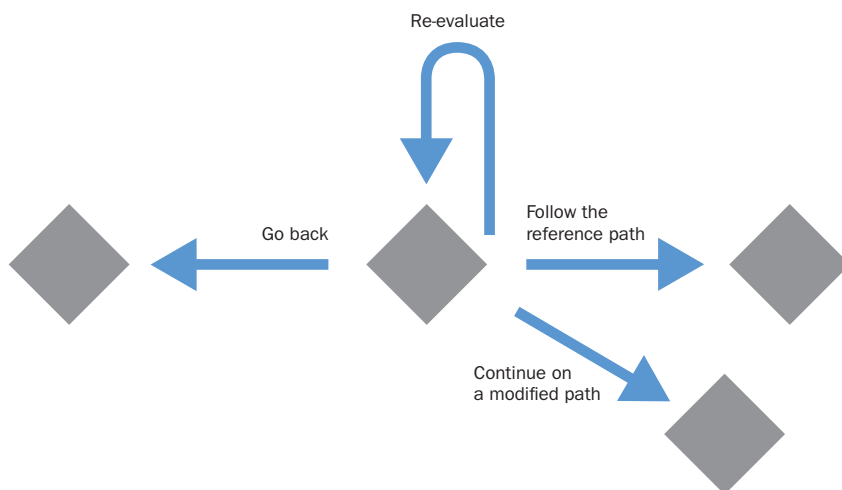 Re-evaluate
Go back
Follow the
reference path
Continue on
a modified path